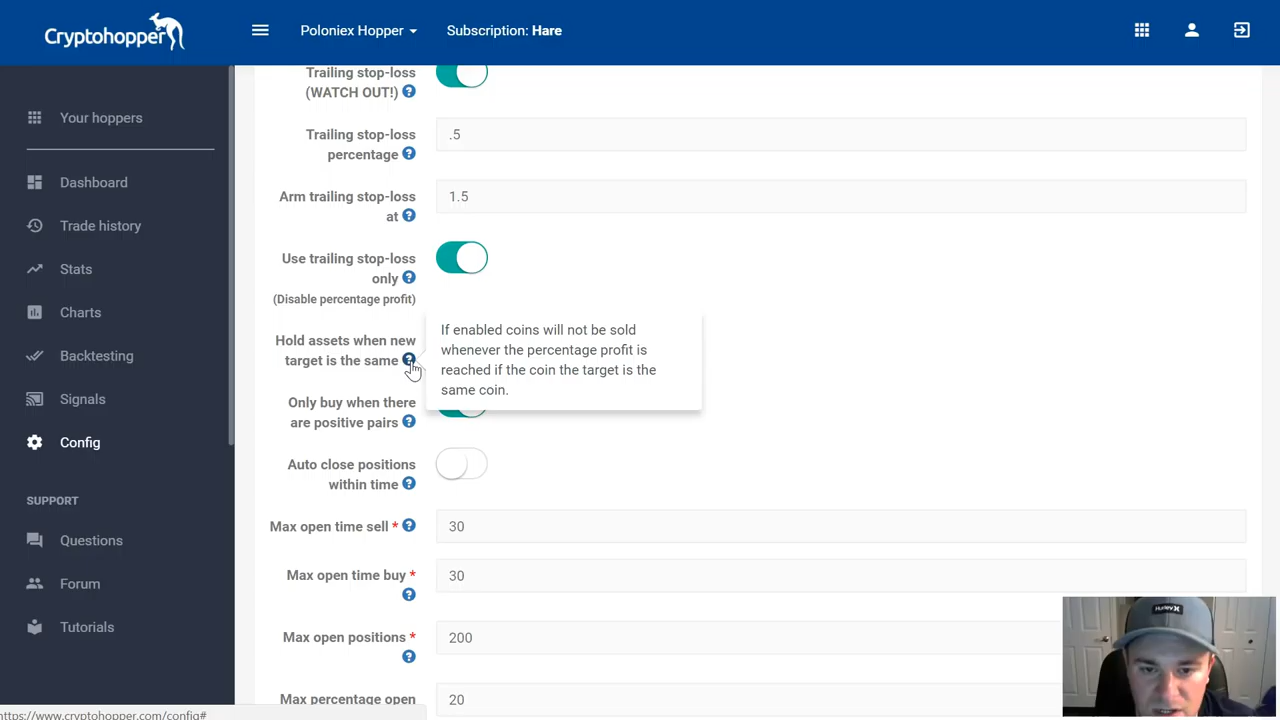 Cryptohopper
Poloniex Hopper
Subscription: Hare
Your hoppers
Dashboard
Trade history
Stats
Charts
Backtesting
Signals
Config
SUPPORT
Questions
Forum
Tutorials
Trailing stop-loss
(WATCH OUT!) ?
Trailing stop-loss
percentage ?
.5
Arm trailing stop-loss
at ?
1.5
Use trailing stop-loss
only ?
(Disable percentage profit)
Hold assets when new
target is the same ?
If enabled coins will not be sold
whenever the percentage profit is
reached if the coin the target is the
same coin.
Only buy when there
are positive pairs ?
Auto close positions
within time ?
Max open time sell * ?
30
Max open time buy *
?
30
Max open positions *
?
200
Max percentage open
20
https://www.cryptohopper.com/config#
Hurley